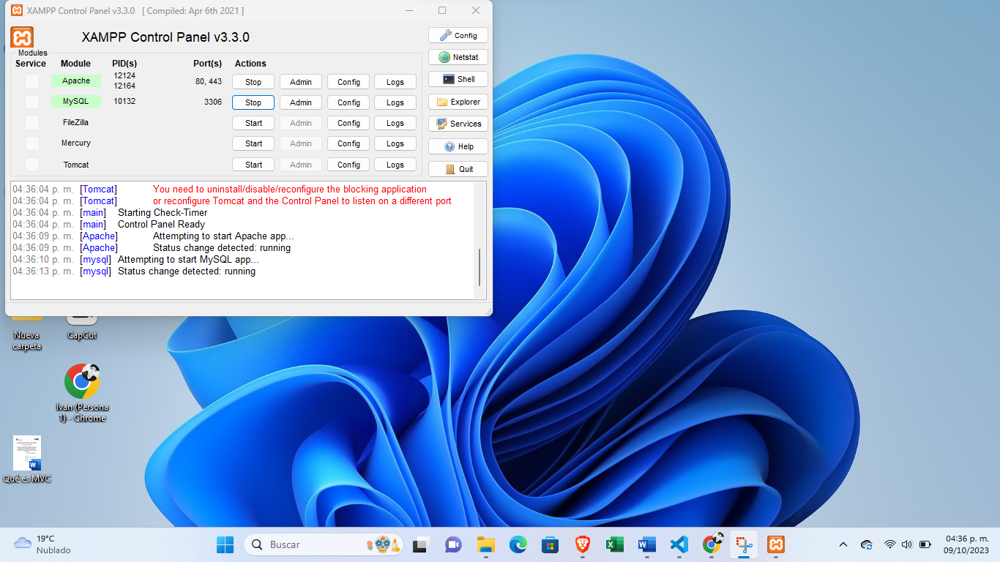 XAMPP Control Panel v3.3.0 [ Compiled: Apr 6th 2021 ]
XAMPP Control Panel v3.3.0
Config
Modules
Service Module PID(s) Port(s) Actions
Netstat
Apache 12124 12164 80, 443 Stop Admin Config Logs
Shell
MySQL 10132 3306 Stop Admin Config Logs
Explorer
FileZilla Start Admin Config Logs
Services
Mercury Start Admin Config Logs
Help
Tomcat Start Admin Config Logs
Quit
04:36:04 p. m. [Tomcat] You need to uninstall/disable/reconfigure the blocking application
04:36:04 p. m. [Tomcat] or reconfigure Tomcat and the Control Panel to listen on a different port
04:36:04 p. m. [main] Starting Check-Timer
04:36:04 p. m. [main] Control Panel Ready
04:36:09 p. m. [Apache] Attempting to start Apache app...
04:36:09 p. m. [Apache] Status change detected: running
04:36:10 p. m. [mysql] Attempting to start MySQL app...
04:36:13 p. m. [mysql] Status change detected: running
Nueva
carpeta
CapCut
Ivan (Persona
1) - Chrome
Qué es MVC
19°C
Nublado
Buscar
04:36 p. m.
09/10/2023